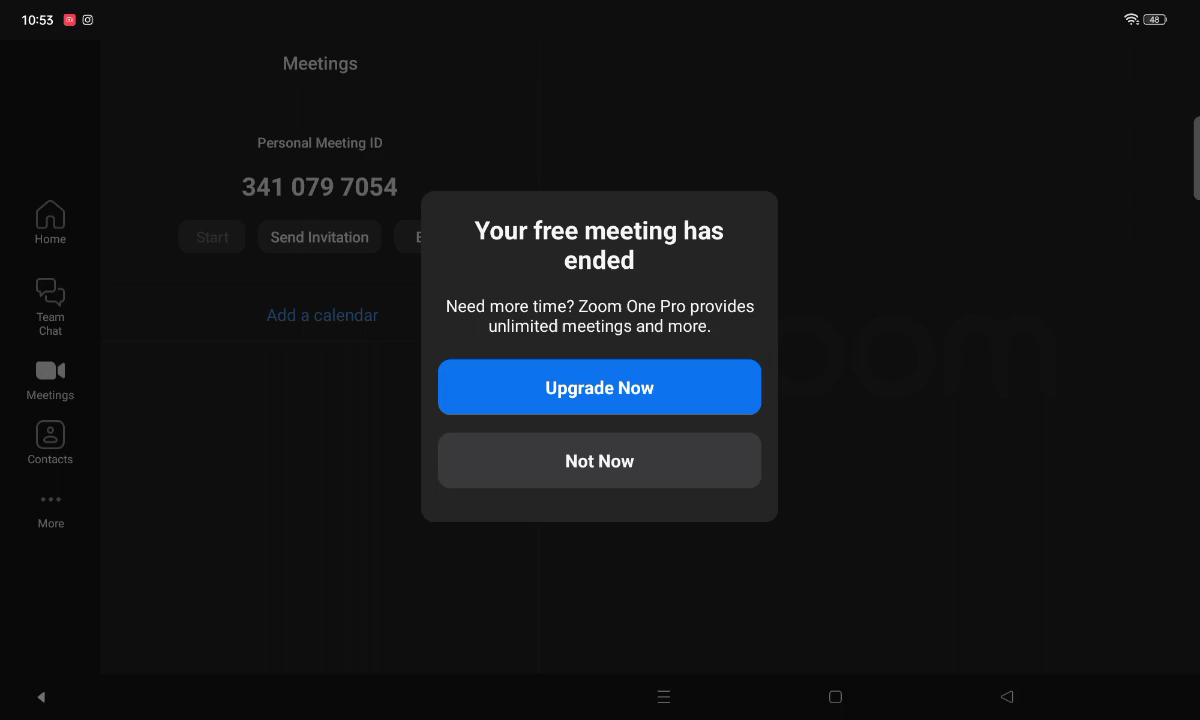 10:53
48
Meetings
Personal Meeting ID
341 079 7054
Start
Send Invitation
Add a calendar
Home
Team
Chat
Meetings
Contacts
More
Your free meeting has
ended
Need more time? Zoom One Pro provides
unlimited meetings and more.
Upgrade Now
Not Now